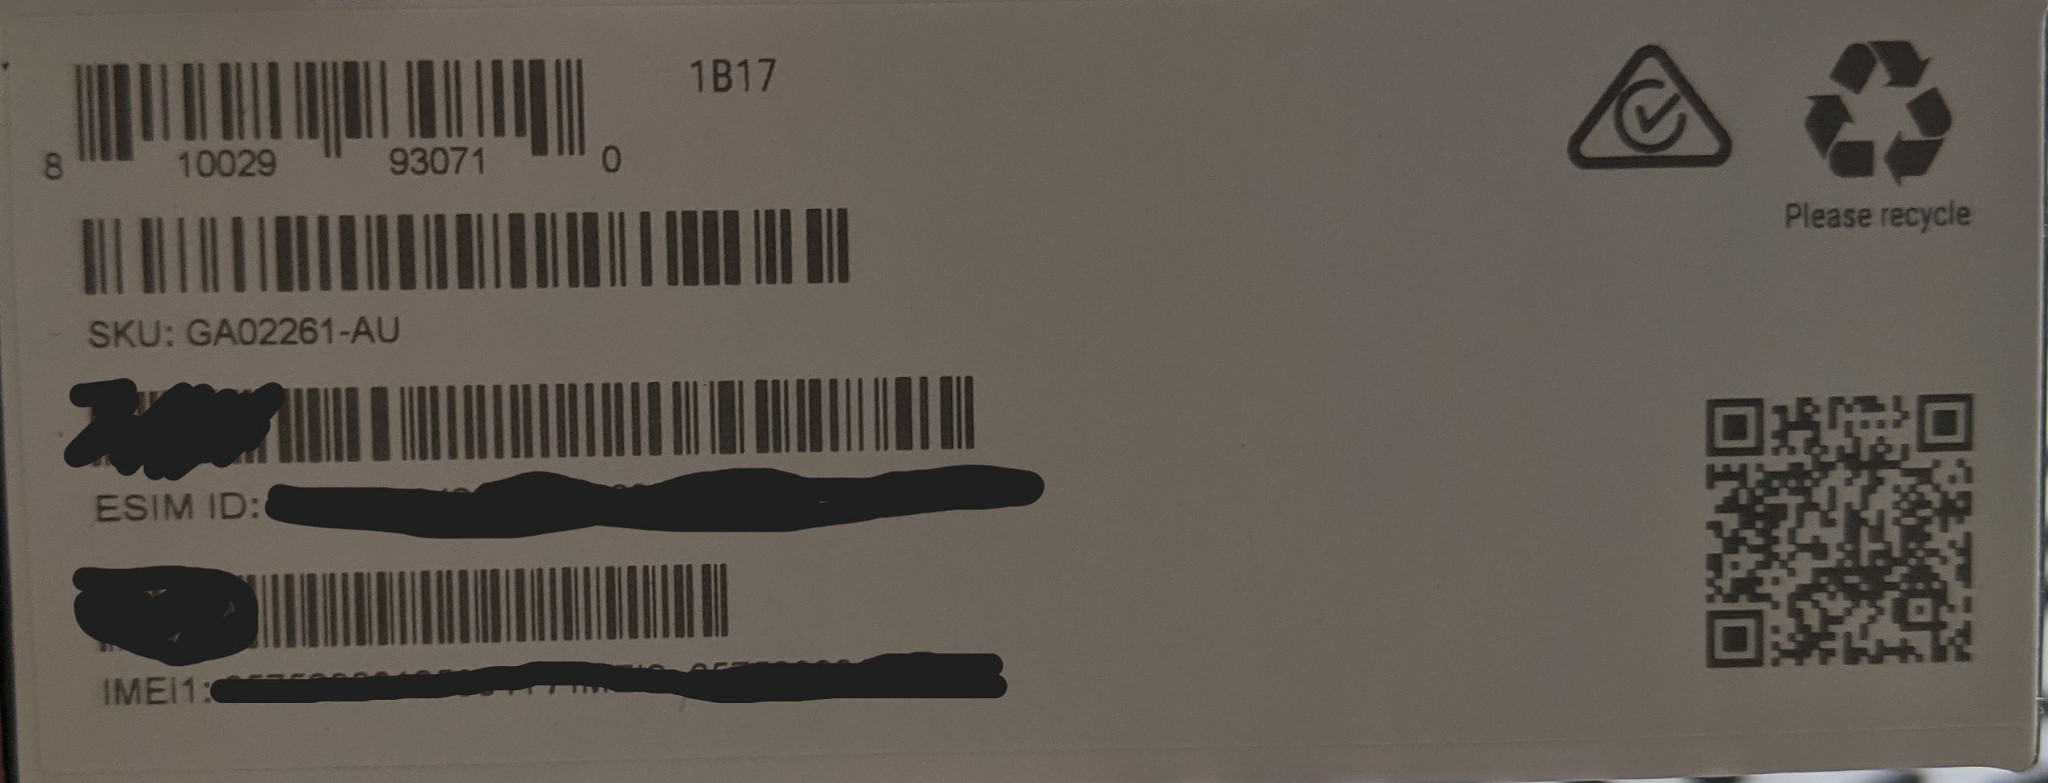 1B17
8 10029 93071 0
SKU: GA02261-AU
Please recycle
ESIM ID:
IMEI1: